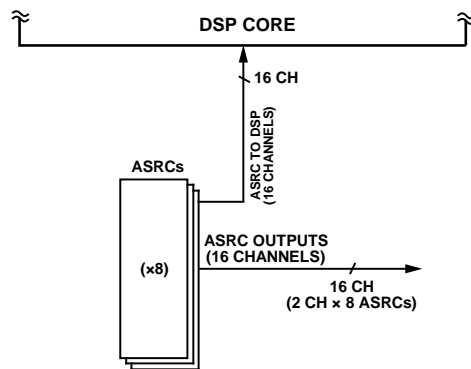 DSP CORE
16 CH
ASRC TO DSP
(16 CHANNELS)
ASRCs
(×8)
ASRC OUTPUTS
(16 CHANNELS)
16 CH
(2 CH × 8 ASRCs)